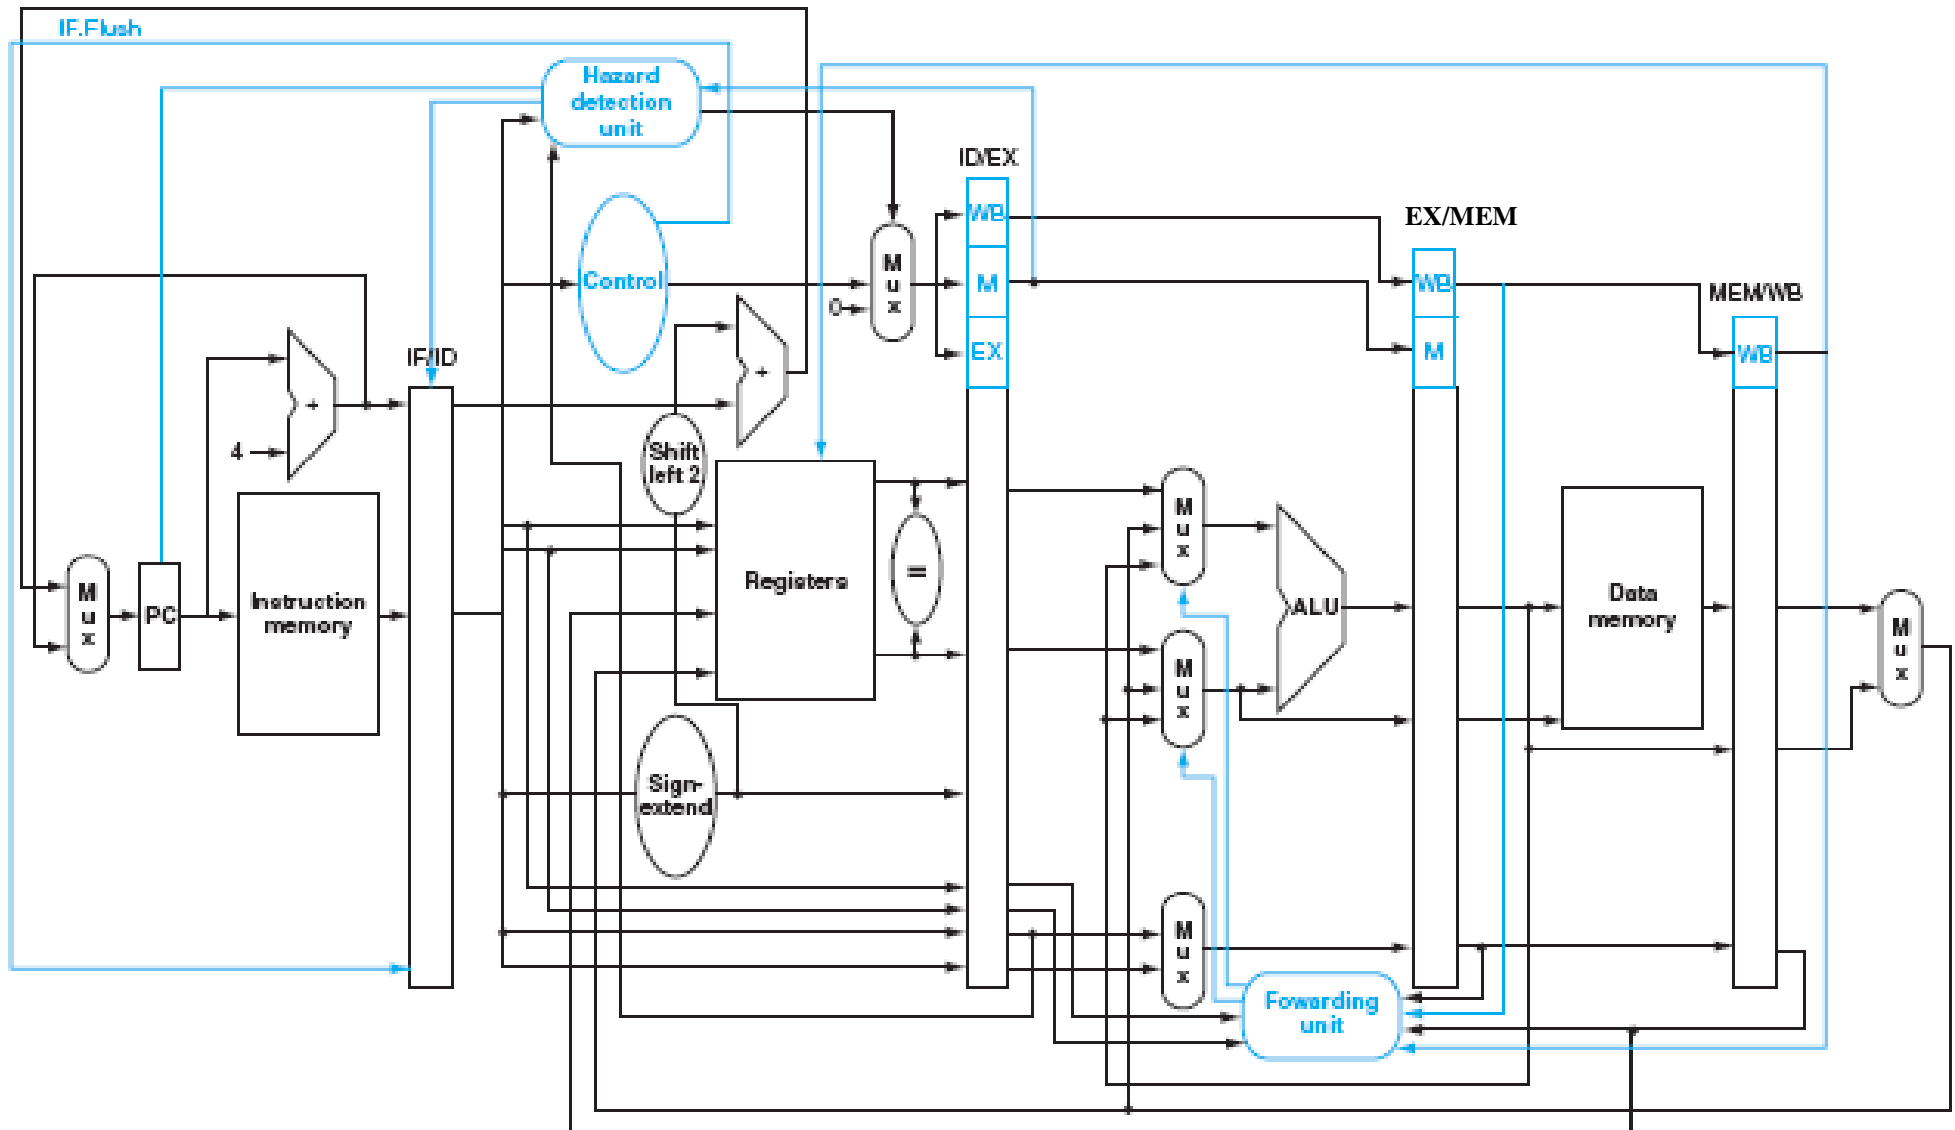 IF.Flush
Hazard
detection
unit
ID/EX
WB
M
EX
EX/MEM
WB
M
MEM/WB
WB
Control
M
u
x
0
+
IF/ID
+
4
Shift
left 2
M
u
x
PC
Instruction
memory
Registers
=
M
u
x
M
u
x
ALU
Data
memory
M
u
x
Sign-
extend
M
u
x
Fowarding
unit